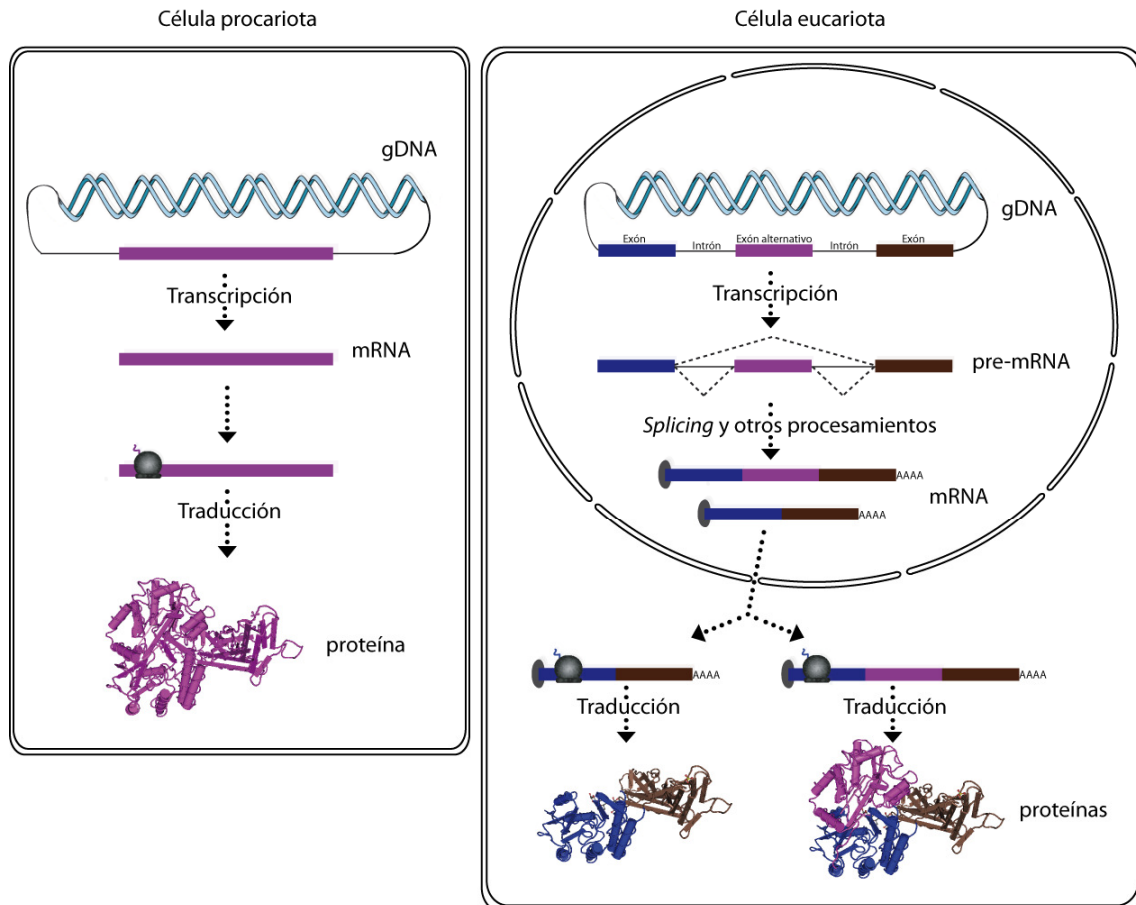 Célula procariota
gDNA
Transcripción
mRNA
Traducción
proteína
Célula eucariota
gDNA
Exón
Intrón
Exón alternativo
Intrón
Exón
Transcripción
pre-mRNA
Splicing y otros procesamientos
AAAA
mRNA
AAAA
AAAA
AAAA
Traducción
Traducción
proteínas